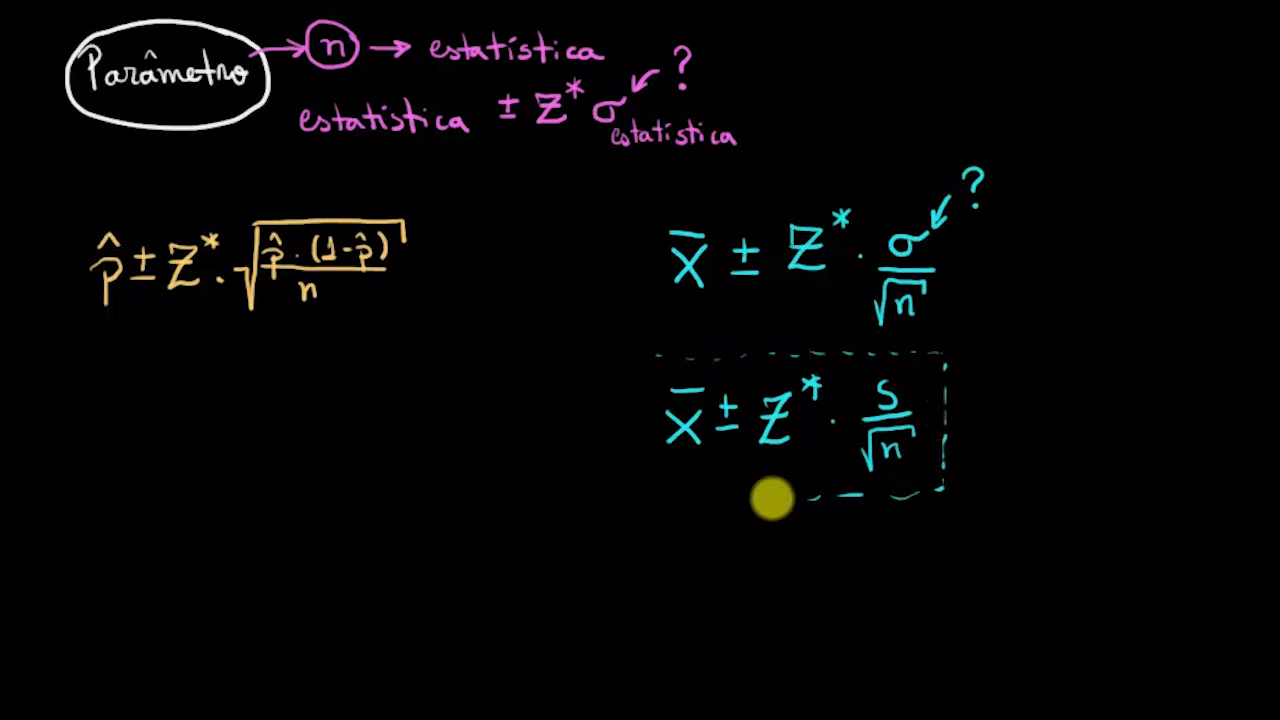 Parâmetro → n → estatística
estatística ± Z* σ estatística ?
p̂ ± Z* · √(p̂ · (1-p̂) / n)
x̄ ± Z* · σ/√n ?
x̄ ± Z* · S/√n